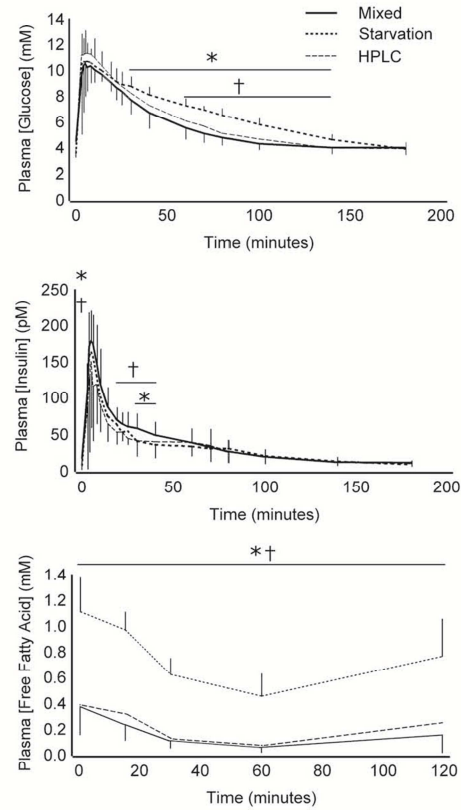 Mixed
Starvation
HPLC
Plasma [Glucose] (mM)
14
12
10
8
6
4
2
0
*
†
0 50 100 150 200
Time (minutes)
Plasma [Insulin] (pM)
*
†
250
200
150
100
50
0
†
*
0 50 100 150 200
Time (minutes)
Plasma [Free Fatty Acid] (mM)
*†
1.4
1.2
1.0
0.8
0.6
0.4
0.2
0.0
0 20 40 60 80 100 120
Time (minutes)